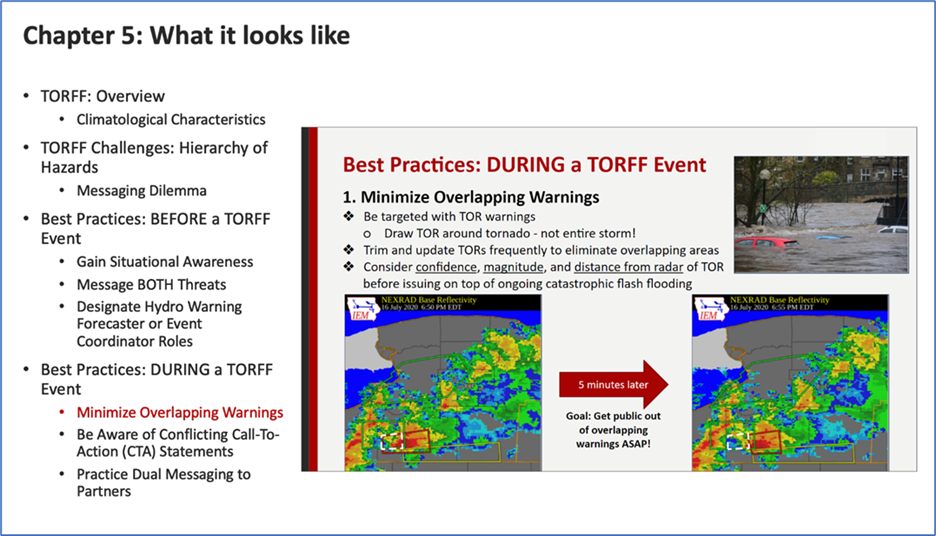 Chapter 5: What it looks like
• TORFF: Overview
• Climatological Characteristics
• TORFF Challenges: Hierarchy of
Hazards
• Messaging Dilemma
• Best Practices: BEFORE a TORFF
Event
• Gain Situational Awareness
• Message BOTH Threats
• Designate Hydro Warning
Forecaster or Event
Coordinator Roles
• Best Practices: DURING a TORFF
Event
• Minimize Overlapping Warnings
• Be Aware of Conflicting Call-To-
Action (CTA) Statements
• Practice Dual Messaging to
Partners
Best Practices: DURING a TORFF Event
1. Minimize Overlapping Warnings
❖ Be targeted with TOR warnings
o Draw TOR around tornado - not entire storm!
❖ Trim and update TORs frequently to eliminate overlapping areas
❖ Consider confidence, magnitude, and distance from radar of TOR
before issuing on top of ongoing catastrophic flash flooding
IEM
NEXRAD Base Reflectivity
16 July 2020 6:50 PM EDT
5 minutes later
Goal: Get public out
of overlapping
warnings ASAP!
IEM
NEXRAD Base Reflectivity
16 July 2020 6:55 PM EDT